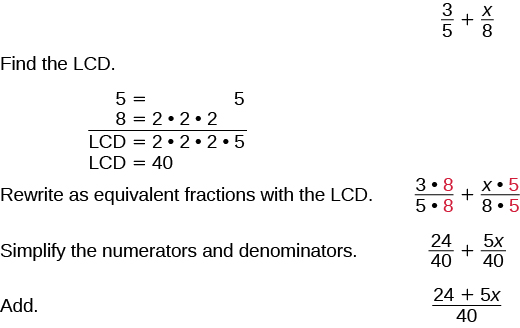 3/5 + x/8
Find the LCD.
5 = 5
8 = 2 • 2 • 2
LCD = 2 • 2 • 2 • 5
LCD = 40
Rewrite as equivalent fractions with the LCD. 3 • 8/5 • 8 + x • 5/8 • 5
Simplify the numerators and denominators. 24/40 + 5x/40
Add. 24 + 5x/40